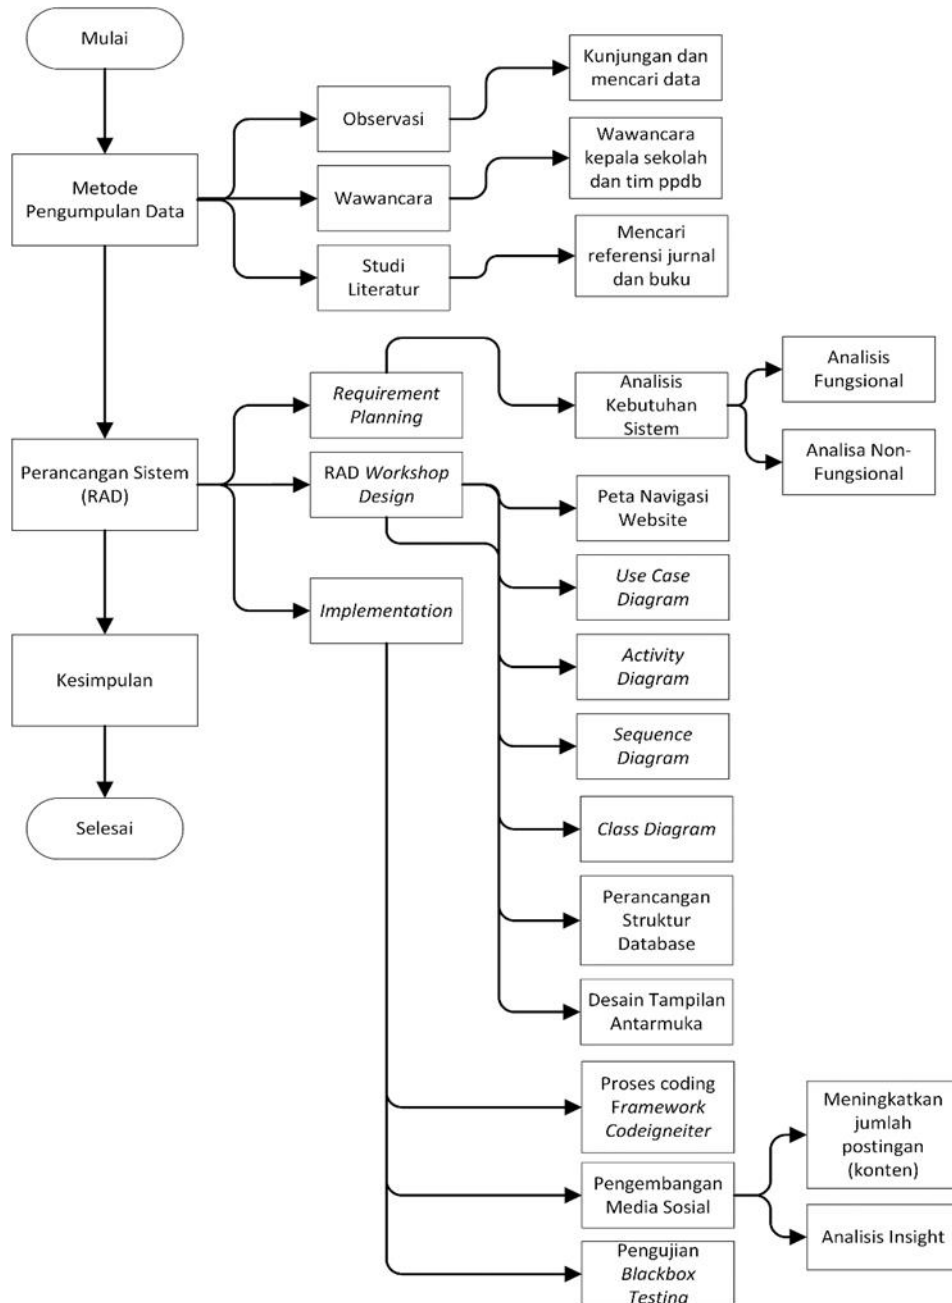 Mulai
Kunjungan dan
mencari data
Observasi
Wawancara
kepala sekolah
dan tim ppdb
Metode
Pengumpulan Data
Wawancara
Mencari
referensi jurnal
dan buku
Studi
Literatur
Analisis
Fungsional
Requirement
Planning
Analisis
Kebutuhan
Sistem
Analisa Non-
Fungsional
Perancangan Sistem
(RAD)
RAD Workshop
Design
Peta Navigasi
Website
Use Case
Diagram
Implementation
Activity
Diagram
Kesimpulan
Sequence
Diagram
Selesai
Class Diagram
Perancangan
Struktur
Database
Desain Tampilan
Antarmuka
Proses coding
Framework
Codeigneiter
Meningkatkan
jumlah
postingan
(konten)
Pengembangan
Media Sosial
Analisis Insight
Pengujian
Blackbox
Testing